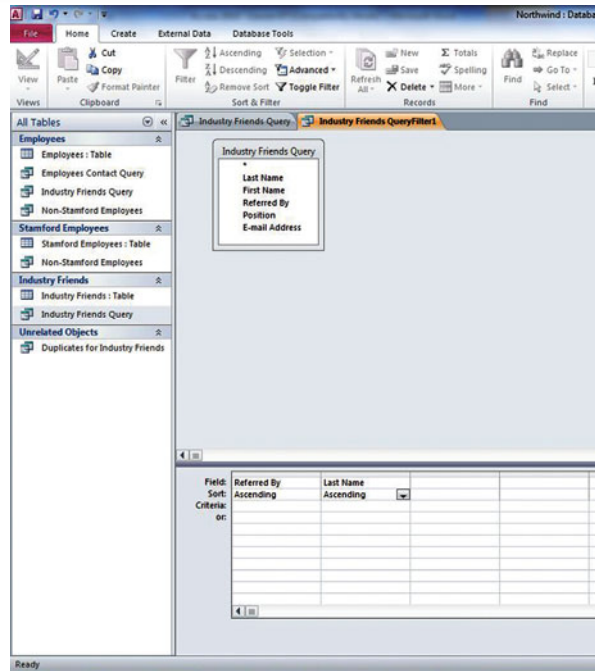 Northwind : Datab
File Home Create External Data Database Tools
View
Paste
Cut
Copy
Format Painter
Filter
Ascending
Descending
Remove Sort
Selection
Advanced
Toggle Filter
Refresh All
New
Save
Delete
Totals
Spelling
More
Find
Replace
Go To
Select
Views Clipboard Sort & Filter Records Find
All Tables
Industry Friends Query
Industry Friends QueryFilter1
Employees
Employees : Table
Employees Contact Query
Industry Friends Query
Non-Stamford Employees
Stamford Employees
Stamford Employees : Table
Non-Stamford Employees
Industry Friends
Industry Friends : Table
Industry Friends Query
Unrelated Objects
Duplicates for Industry Friends
Industry Friends Query
*
Last Name
First Name
Referred By
Position
E-mail Address
Field: Referred By Last Name
Sort: Ascending Ascending
Criteria:
or:
Ready